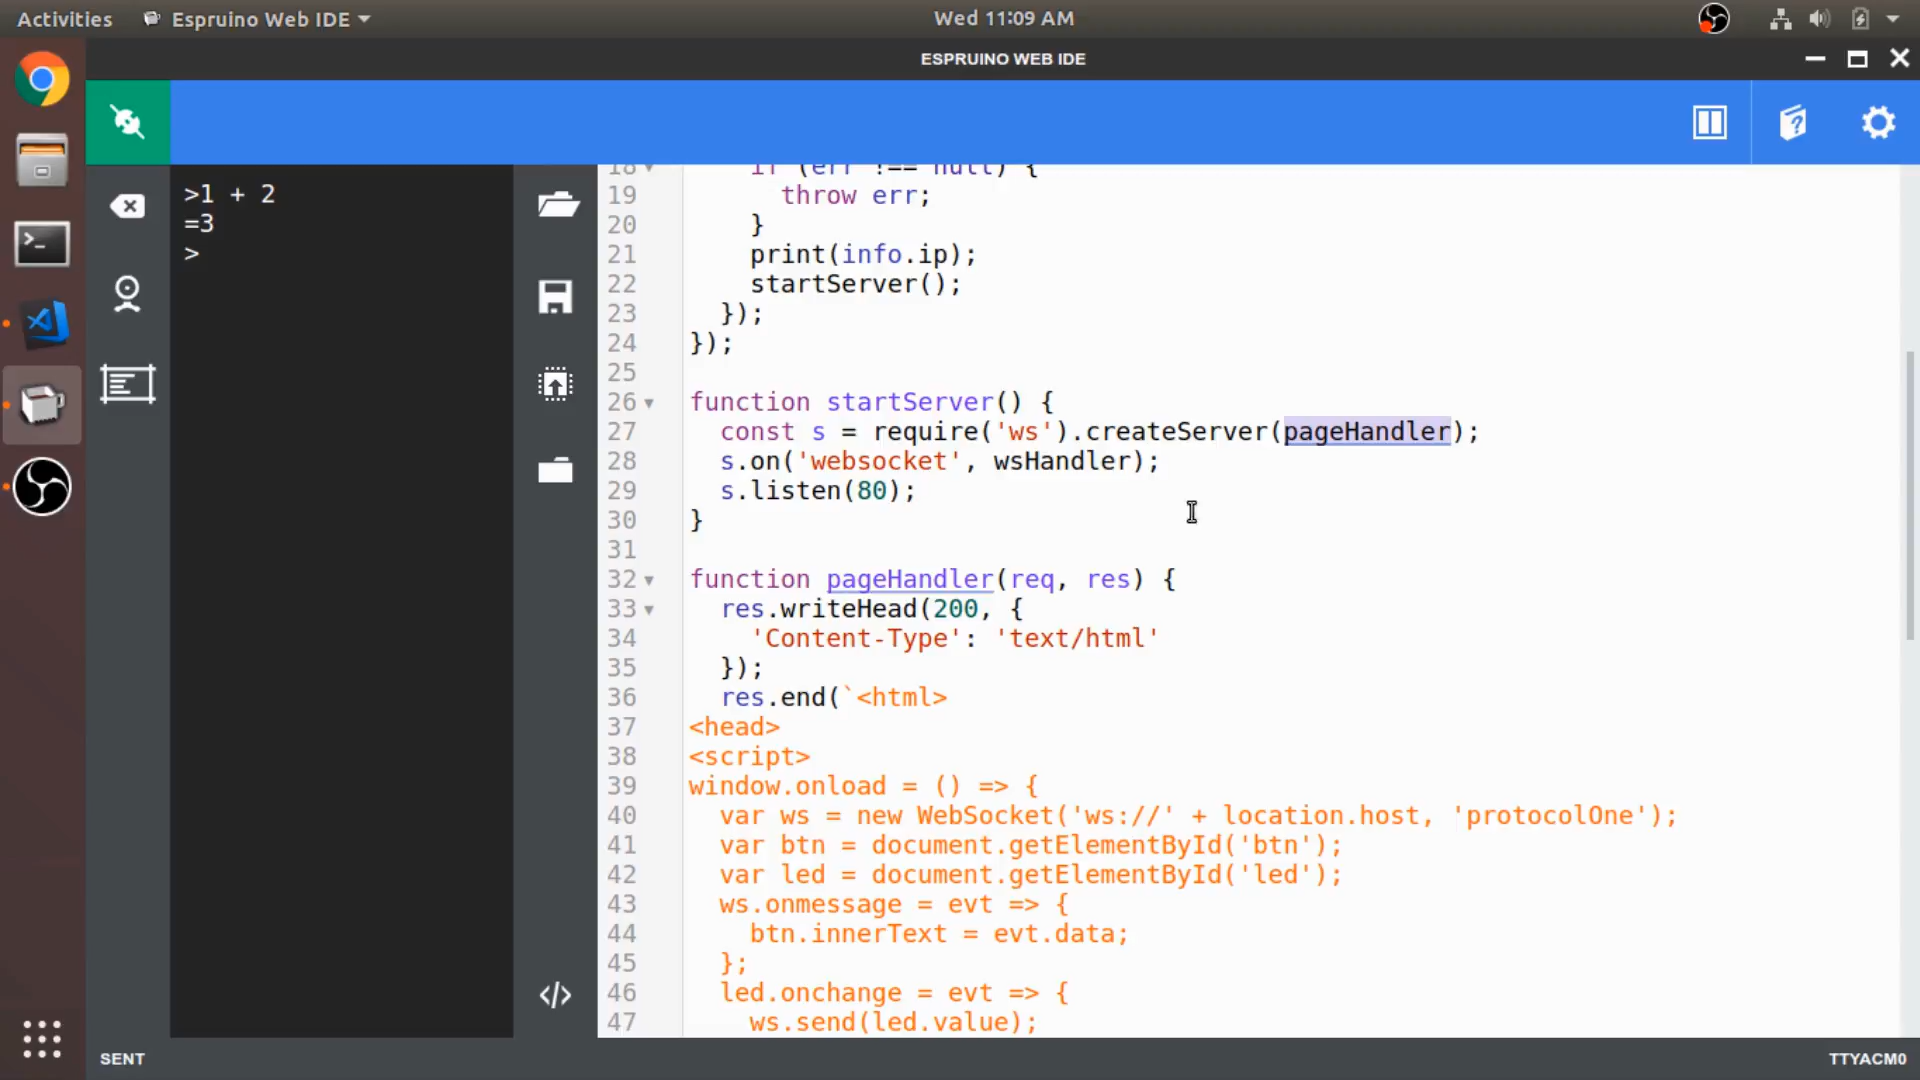 Activities
Espruino Web IDE
Wed 11:09 AM
ESPRUINO WEB IDE
>1 + 2
=3
>
18 if (err !== null) {
19 throw err;
20 }
21 print(info.ip);
22 startServer();
23 });
24 });
25
26 function startServer() {
27 const s = require('ws').createServer(pageHandler);
28 s.on('websocket', wsHandler);
29 s.listen(80);
30 }
31
32 function pageHandler(req, res) {
33 res.writeHead(200, {
34 'Content-Type': 'text/html'
35 });
36 res.end(`<html>
37 <head>
38 <script>
39 window.onload = () => {
40 var ws = new WebSocket('ws://' + location.host, 'protocolOne');
41 var btn = document.getElementById('btn');
42 var led = document.getElementById('led');
43 ws.onmessage = evt => {
44 btn.innerText = evt.data;
45 };
46 led.onchange = evt => {
47 ws.send(led.value);
SENT
TTYACM0